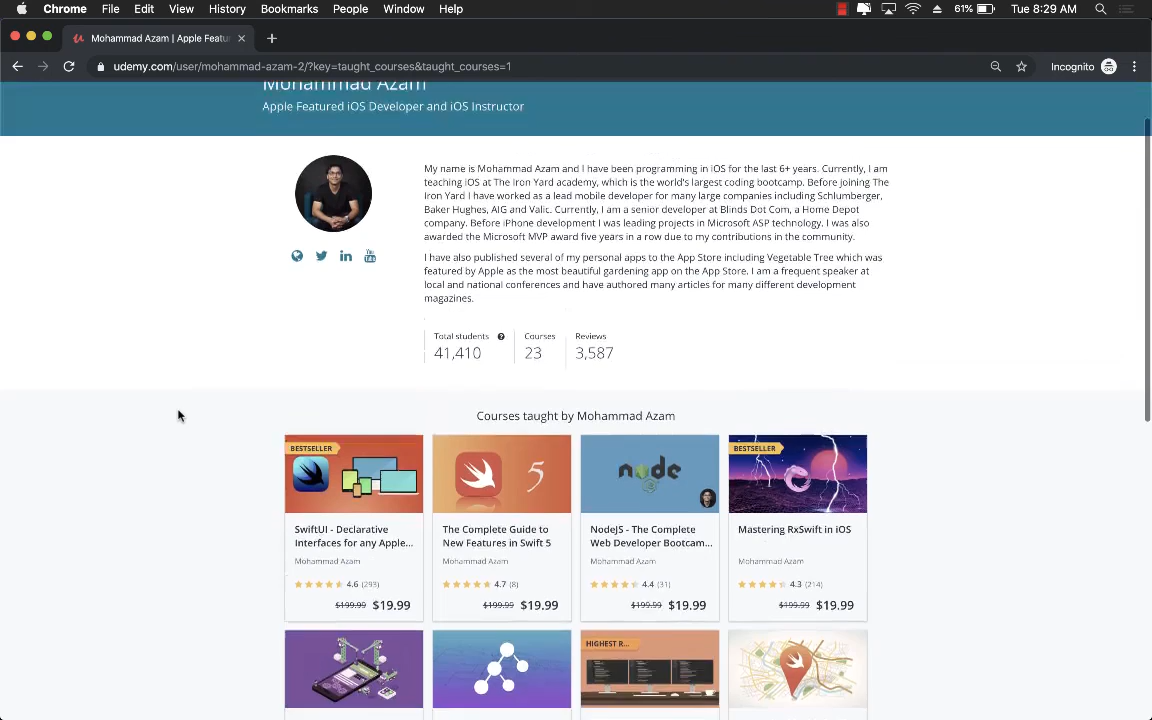 Chrome File Edit View History Bookmarks People Window Help 61% Tue 8:29 AM
Mohammad Azam | Apple Featu
udemy.com/user/mohammad-azam-2/?key=taught_courses&taught_courses=1 Incognito
Mohammad Azam
Apple Featured iOS Developer and iOS Instructor
My name is Mohammad Azam and I have been programming in iOS for the last 6+ years. Currently, I am
teaching iOS at The Iron Yard academy, which is the world's largest coding bootcamp. Before joining The
Iron Yard I have worked as a lead mobile developer for many large companies including Schlumberger,
Baker Hughes, AIG and Valic. Currently, I am a senior developer at Blinds Dot Com, a Home Depot
company. Before iPhone development I was leading projects in Microsoft ASP technology. I was also
awarded the Microsoft MVP award five years in a row due to my contributions in the community.
I have also published several of my personal apps to the App Store including Vegetable Tree which was
featured by Apple as the most beautiful gardening app on the App Store. I am a frequent speaker at
local and national conferences and have authored many articles for many different development
magazines.
Total students Courses Reviews
41,410 23 3,587
Courses taught by Mohammad Azam
BESTSELLER
SwiftUI - Declarative
Interfaces for any Apple...
Mohammad Azam
4.6 (293)
$199.99 $19.99
5
The Complete Guide to
New Features in Swift 5
Mohammad Azam
4.7 (8)
$199.99 $19.99
node
NodeJS - The Complete
Web Developer Bootcam...
Mohammad Azam
4.4 (31)
$199.99 $19.99
BESTSELLER
Mastering RxSwift in iOS
Mohammad Azam
4.3 (214)
$199.99 $19.99
HIGHEST R...